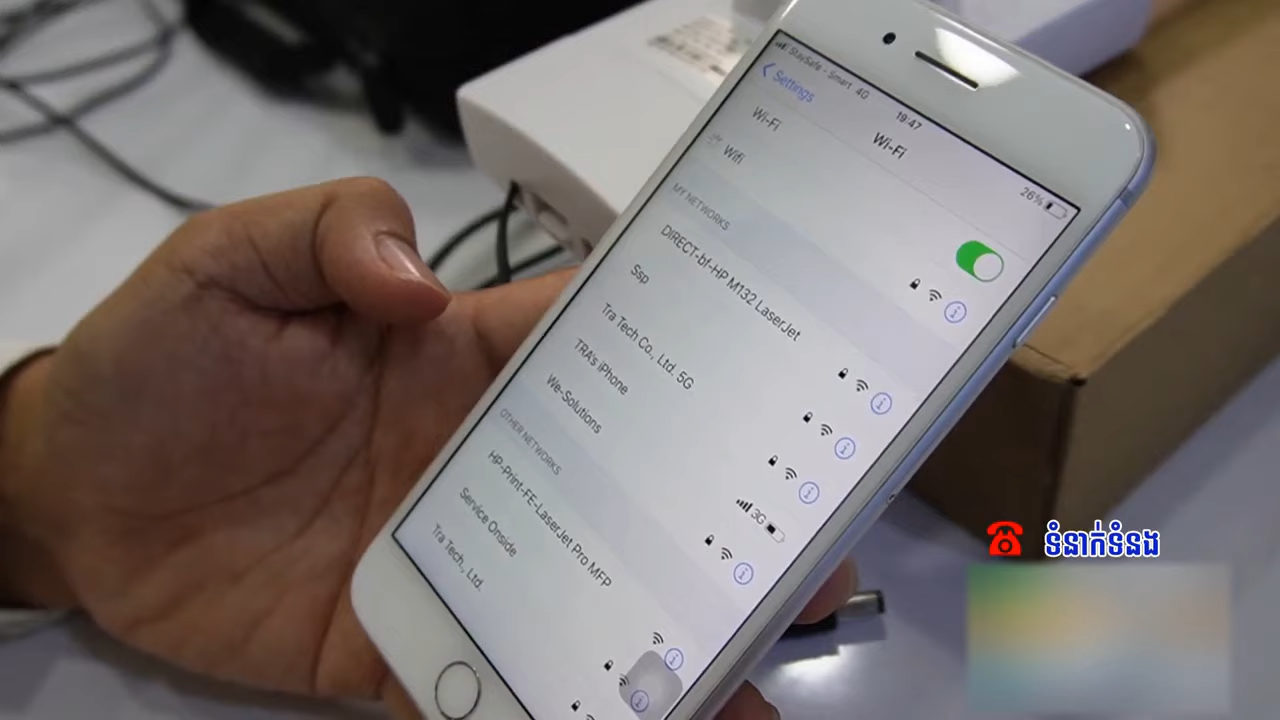 StaySafe - Smart 4G
19:47
26%
Settings
Wi-Fi
Wi-Fi
Wifi
MY NETWORKS
DIRECT-bf-HP M132 LaserJet
Ssp
Tra Tech Co., Ltd. 5G
TRA's iPhone
3G
We-Solutions
OTHER NETWORKS
HP-Print-FE-LaserJet Pro MFP
Service Onside
Tra Tech., Ltd.
ទំនាក់ទំនង